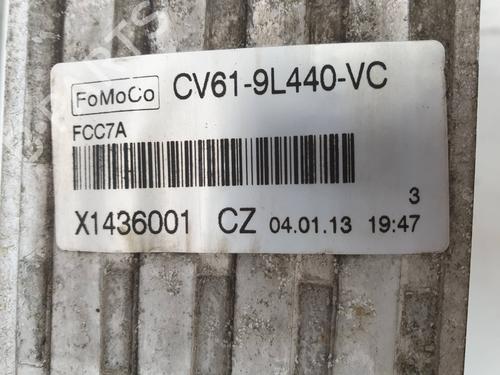 FoMoCo CV61-9L440-VC
FCC7A
3
X1436001 CZ 04.01.13 19:47